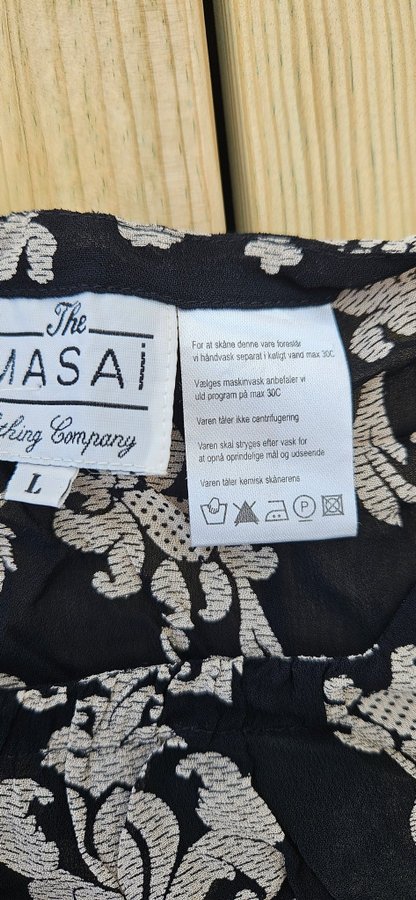 The
MASAI
thing Company
L
For at skåne denne vare foreslår
vi håndvask separat i køligt vand max 30C
Vælges maskinvask anbefaler vi
uld program på max 30C
Varen tåler ikke centrifugering
Varen skal stryges efter vask for
at opnå oprindelige mål og udseende
Varen tåler kemisk skånerens
P